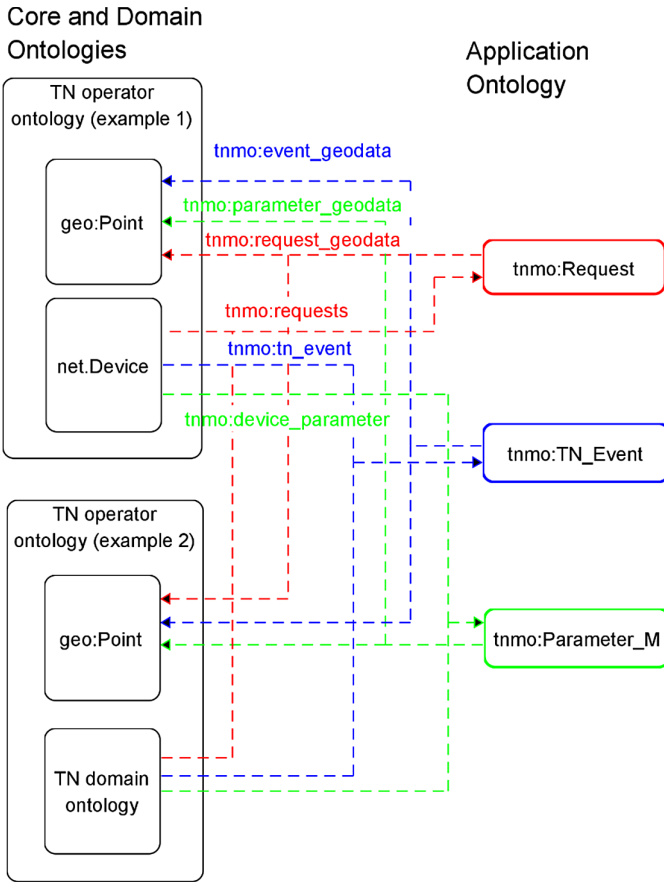 Core and Domain
Ontologies
Application
Ontology
TN operator
ontology (example 1)
geo:Point
net.Device
tnmo:event_geodata
tnmo:parameter_geodata
tnmo:request_geodata
tnmo:requests
tnmo:tn_event
tnmo:device_parameter
tnmo:Request
tnmo:TN_Event
tnmo:Parameter_M
TN operator
ontology (example 2)
geo:Point
TN domain
ontology